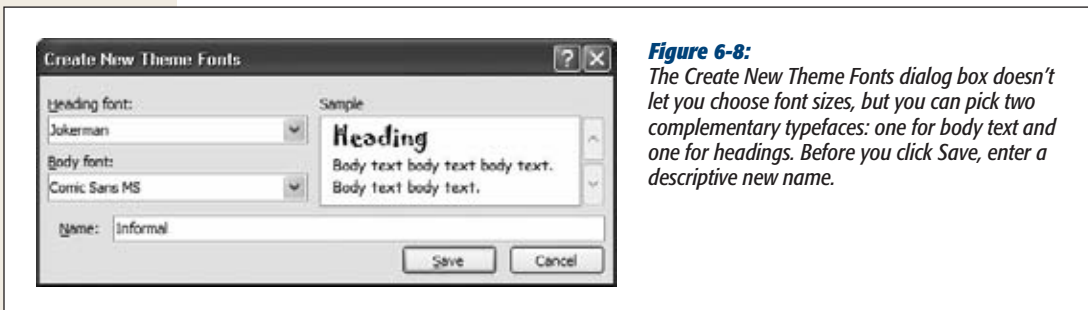 Create New Theme Fonts
Heading font:
Jokerman
Body font:
Comic Sans MS
Sample
Heading
Body text body text body text.
Body text body text.
Name: Informal
Save Cancel
Figure 6-8:
The Create New Theme Fonts dialog box doesn't
let you choose font sizes, but you can pick two
complementary typefaces: one for body text and
one for headings. Before you click Save, enter a
descriptive new name.